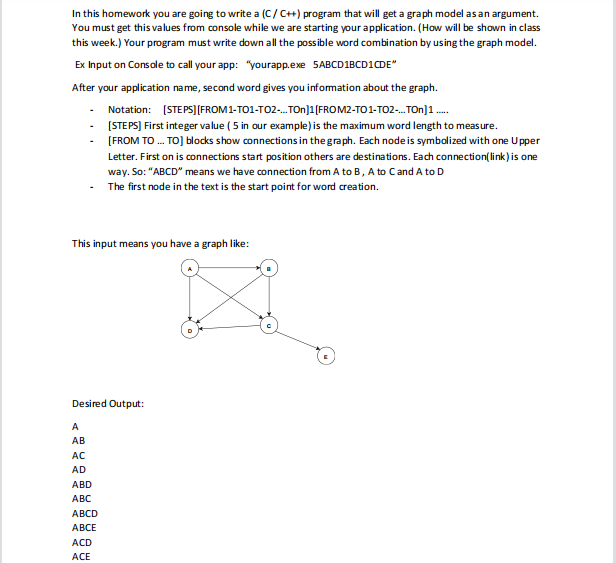 In this homework you are going to write a (C / C++) program that will get a graph model as an argument.
You must get this values from console while we are starting your application. (How will be shown in class
this week.) Your program must write down all the possible word combination by using the graph model.
Ex Input on Console to call your app: "yourapp.exe 5ABCD1BCD1CDE"
After your application name, second word gives you information about the graph.
- Notation: [STEPS][FROM1-TO1-TO2-...TOn]1[FROM2-TO1-TO2-...TOn]1 .....
- [STEPS] First integer value ( 5 in our example) is the maximum word length to measure.
- [FROM TO ... TO] blocks show connections in the graph. Each node is symbolized with one Upper
Letter. First on is connections start position others are destinations. Each connection(link) is one
way. So: "ABCD" means we have connection from A to B , A to C and A to D
- The first node in the text is the start point for word creation.
This input means you have a graph like:
A
B
D
C
E
Desired Output:
A
AB
AC
AD
ABD
ABC
ABCD
ABCE
ACD
ACE